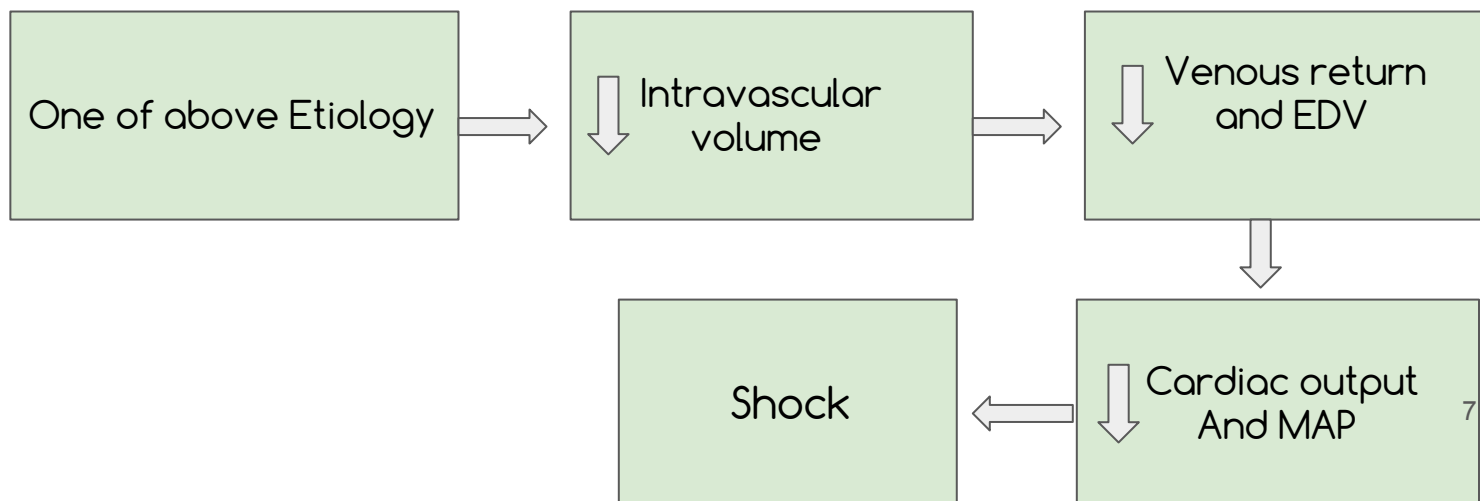 One of above Etiology
Intravascular
volume
Venous return
and EDV
Shock
Cardiac output
And MAP
7